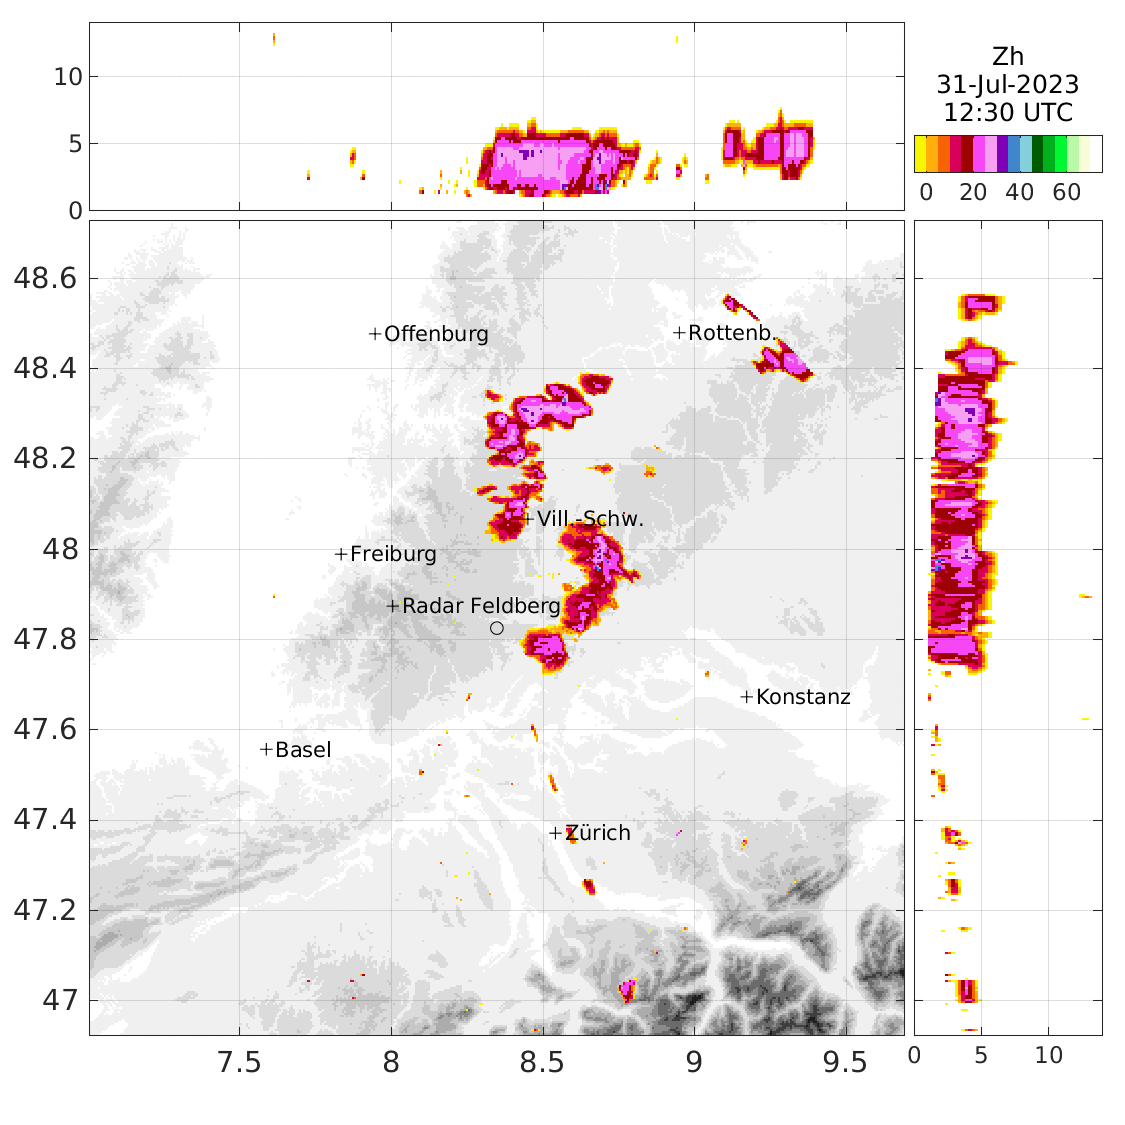 10
5
0
Zh
31-Jul-2023
12:30 UTC
0 20 40 60
48.6
48.4
48.2
48
47.8
47.6
47.4
47.2
47
Offenburg
Rottenb.
Vill.-Schw.
Freiburg
Radar Feldberg
Konstanz
Basel
Zürich
7.5 8 8.5 9 9.5
0 5 10